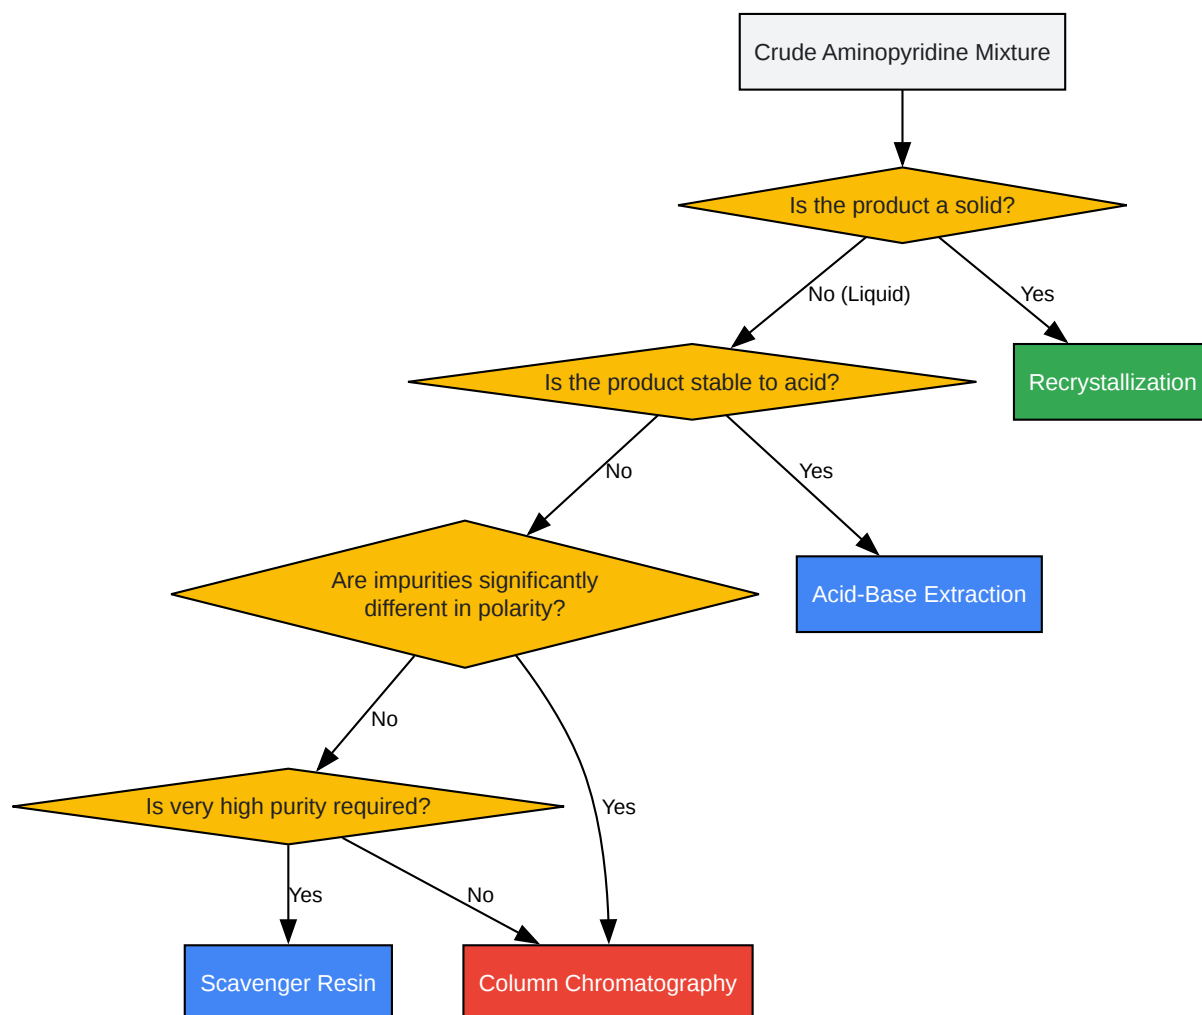 Crude Aminopyridine Mixture
Is the product a solid?
No (Liquid)
Yes
Is the product stable to acid?
Recrystallization
No
Yes
Are impurities significantly
different in polarity?
Acid-Base Extraction
No
Is very high purity required?
Yes
Yes
No
Scavenger Resin
Column Chromatography